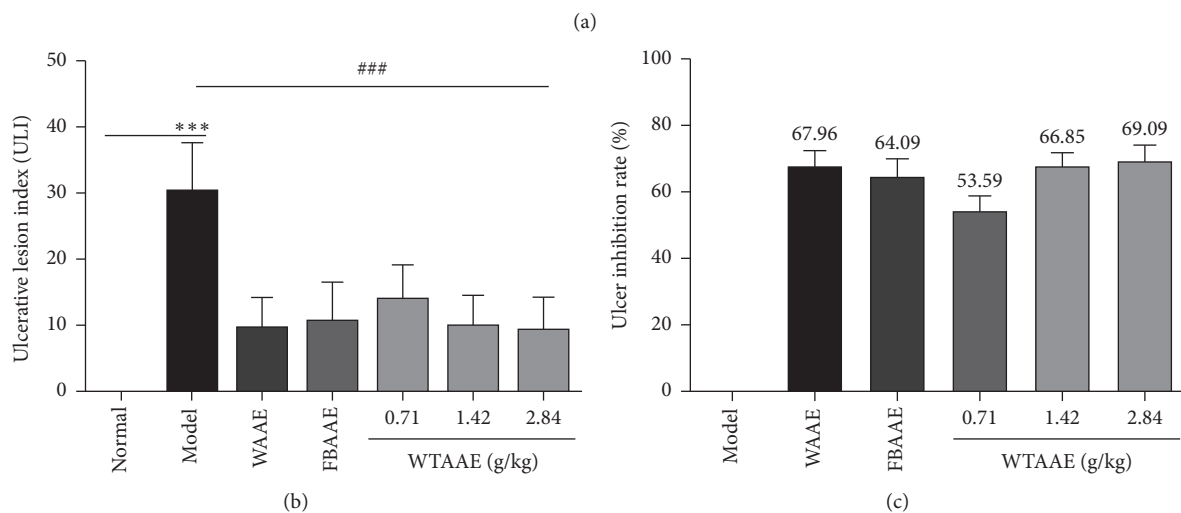 (a)
50
40
30
20
10
0
Ulcerative lesion index (ULI)
###
***
Normal
Model
WAAE
FBAAE
0.71 1.42 2.84
WTAAE (g/kg)
(b)
100
80
60
40
20
0
Ulcer inhibition rate (%)
67.96
64.09
53.59
66.85
69.09
Model
WAAE
FBAAE
0.71 1.42 2.84
WTAAE (g/kg)
(c)